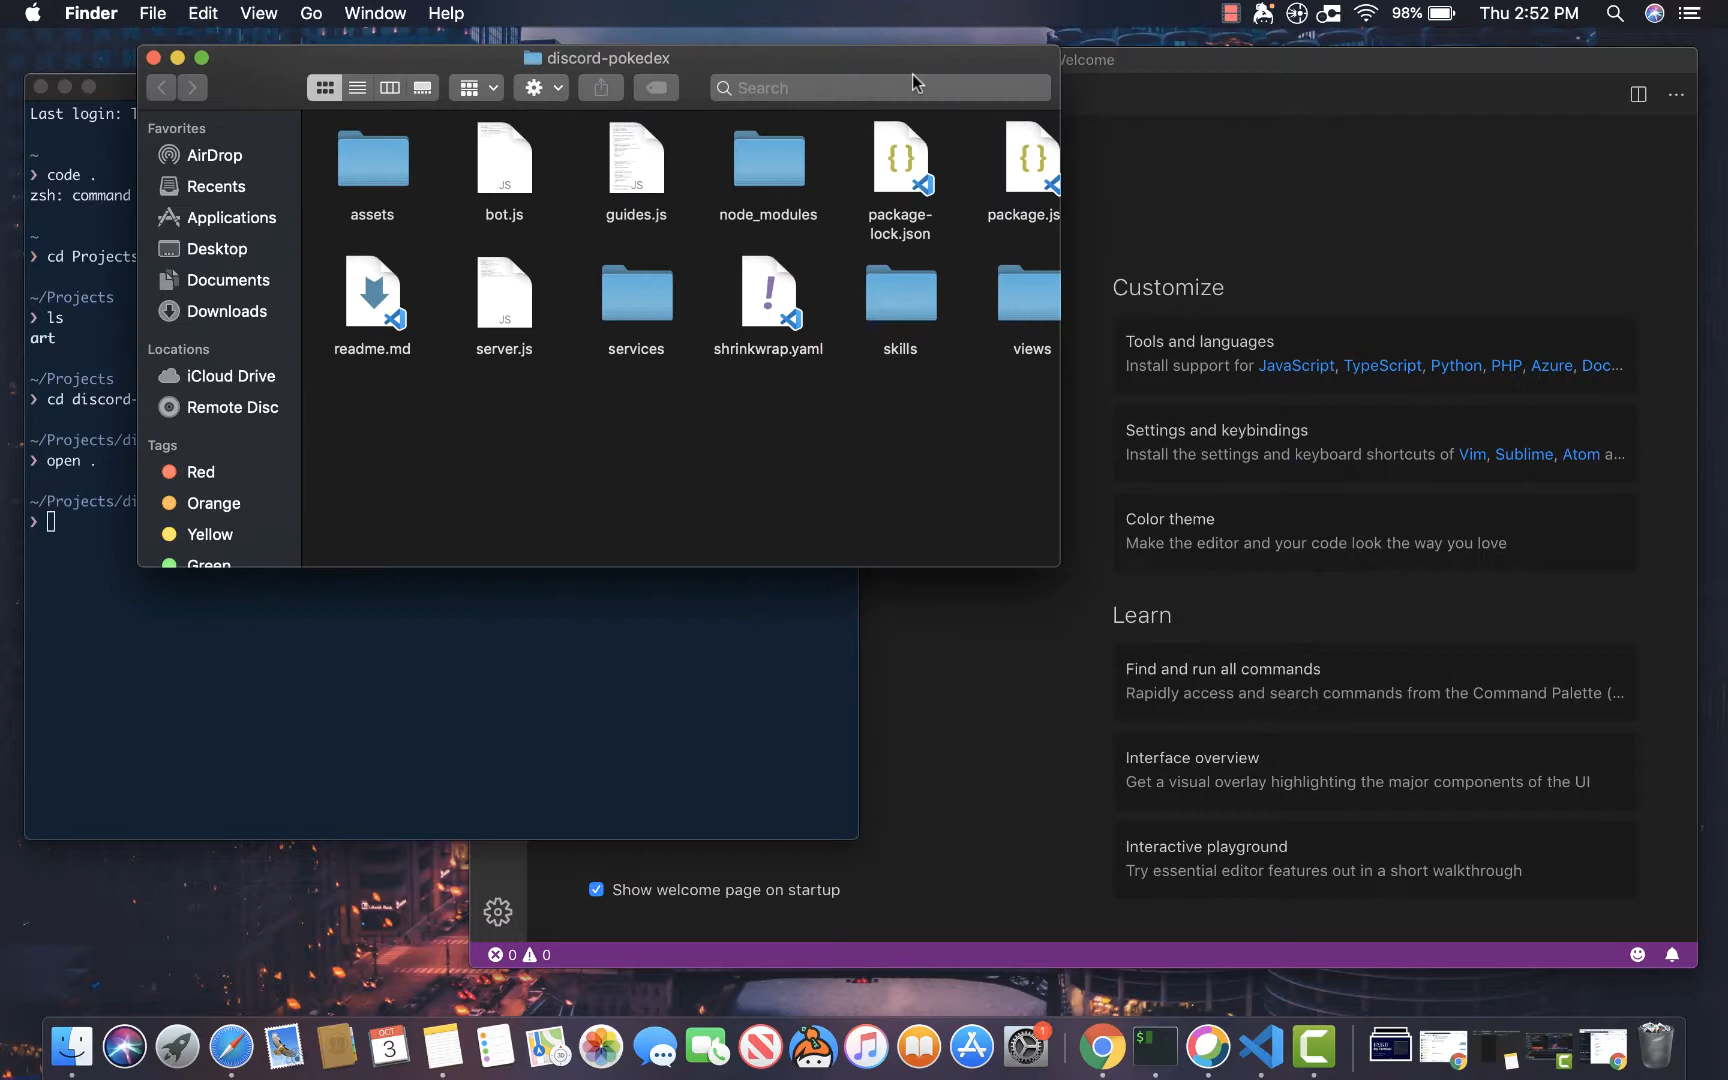 Finder File Edit View Go Window Help
98% Thu 2:52 PM
discord-pokedex
Search
Favorites
AirDrop
Recents
Applications
Desktop
Documents
Downloads
Locations
iCloud Drive
Remote Disc
Tags
Red
Orange
Yellow
Green
assets
bot.js
guides.js
node_modules
package-
lock.json
package.js
readme.md
server.js
services
shrinkwrap.yaml
skills
views
JS
JS
JS
Last login:
~
❯ code .
zsh: command
~
❯ cd Projects
~/Projects
❯ ls
art
~/Projects
❯ cd discord-
~/Projects/di
❯ open .
~/Projects/di
❯
elcome
Customize
Tools and languages
Install support for JavaScript, TypeScript, Python, PHP, Azure, Doc...
Settings and keybindings
Install the settings and keyboard shortcuts of Vim, Sublime, Atom a...
Color theme
Make the editor and your code look the way you love
Learn
Find and run all commands
Rapidly access and search commands from the Command Palette (...
Interface overview
Get a visual overlay highlighting the major components of the UI
Interactive playground
Try essential editor features out in a short walkthrough
Show welcome page on startup
0 0
OCT
3
1